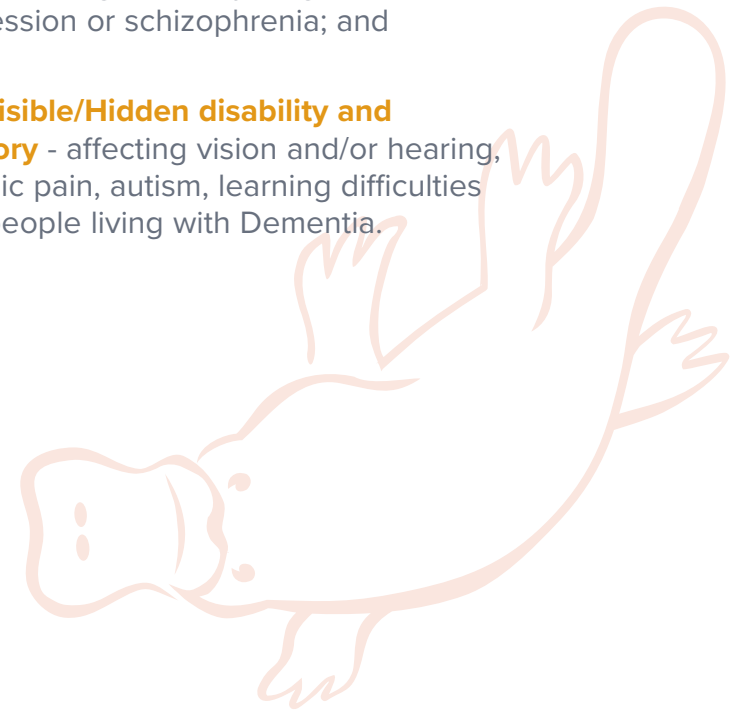 ession or schizophrenia; and
isible/Hidden disability and
ory - affecting vision and/or hearing,
ic pain, autism, learning difficulties
eople living with Dementia.